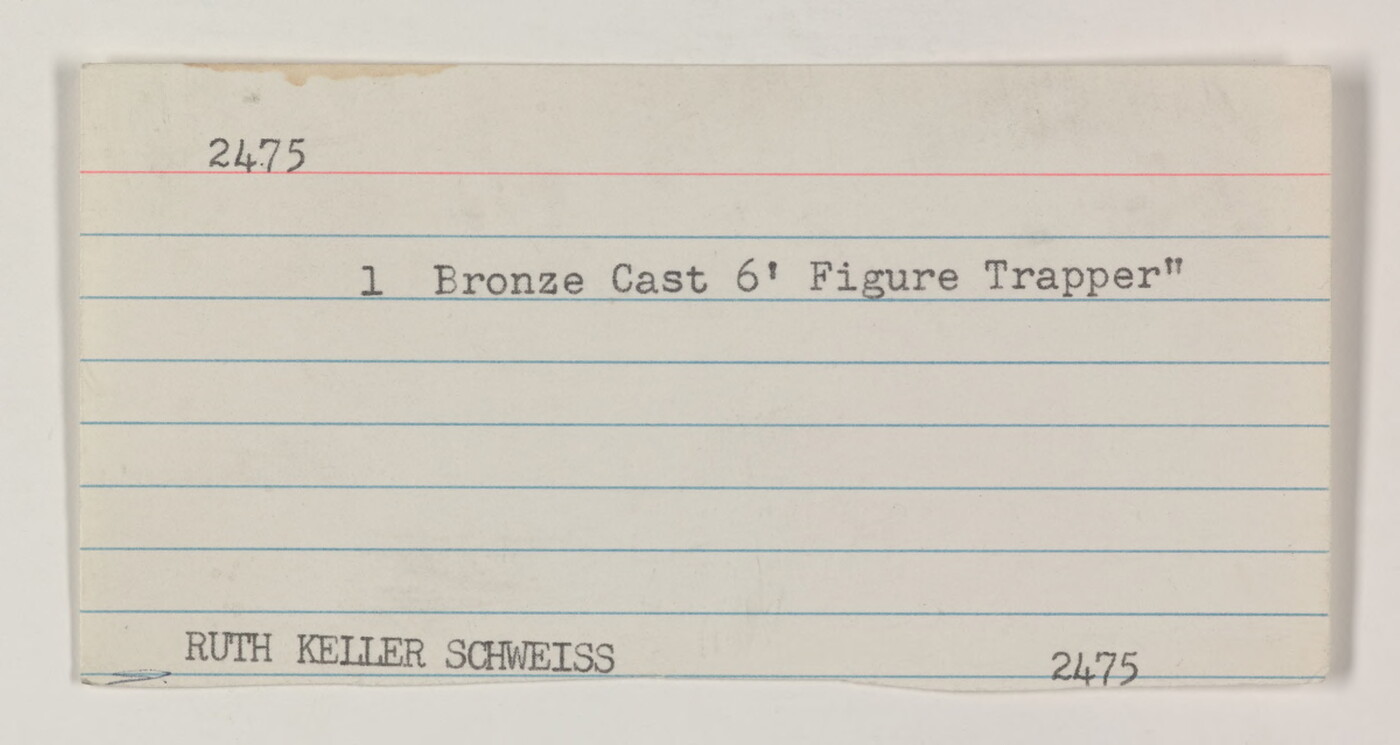 2475
1 Bronze Cast 6' Figure Trapper"
RUTH KELLER SCHWEISS 2475